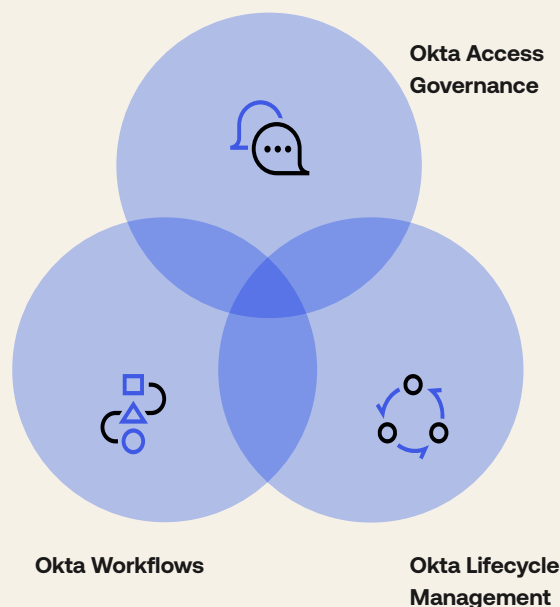 Okta Access
Governance
Okta Workflows
Okta Lifecycle
Management